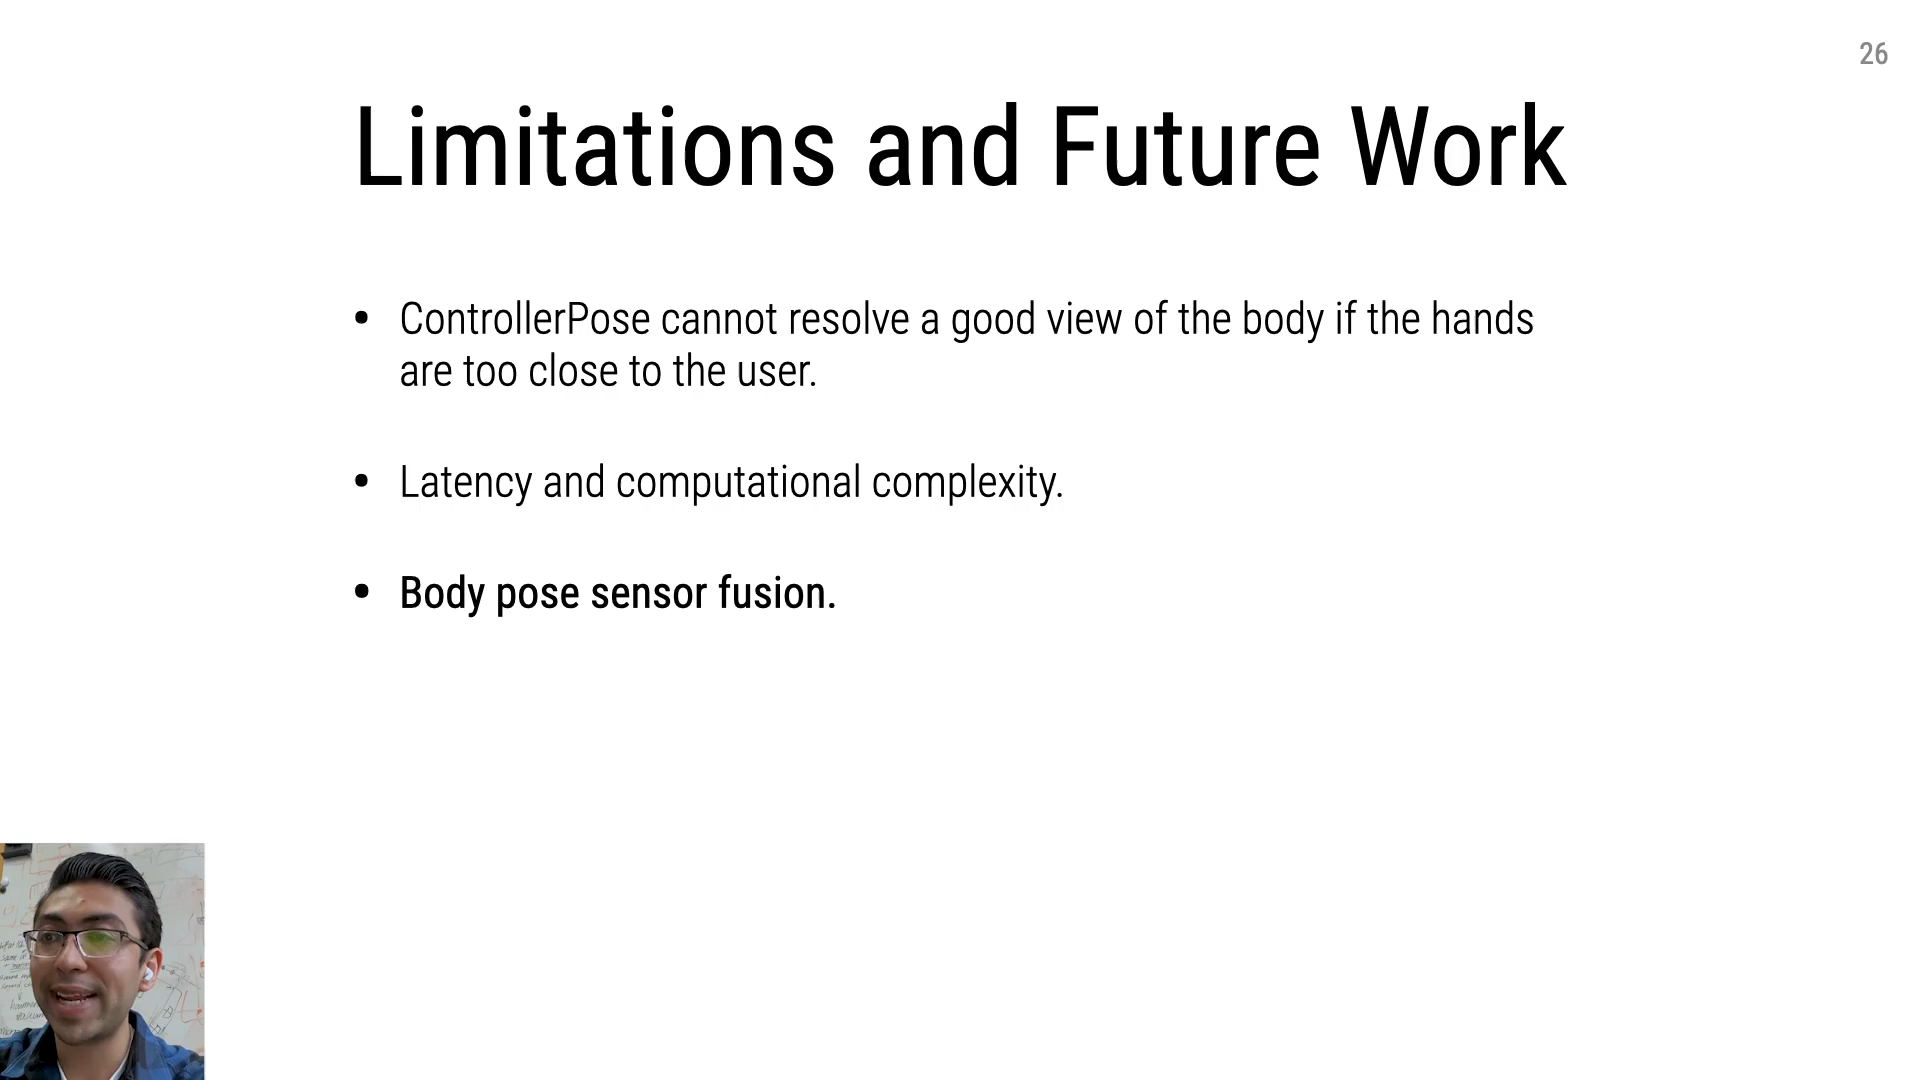 26
Limitations and Future Work
• ControllerPose cannot resolve a good view of the body if the hands
are too close to the user.
• Latency and computational complexity.
• Body pose sensor fusion.